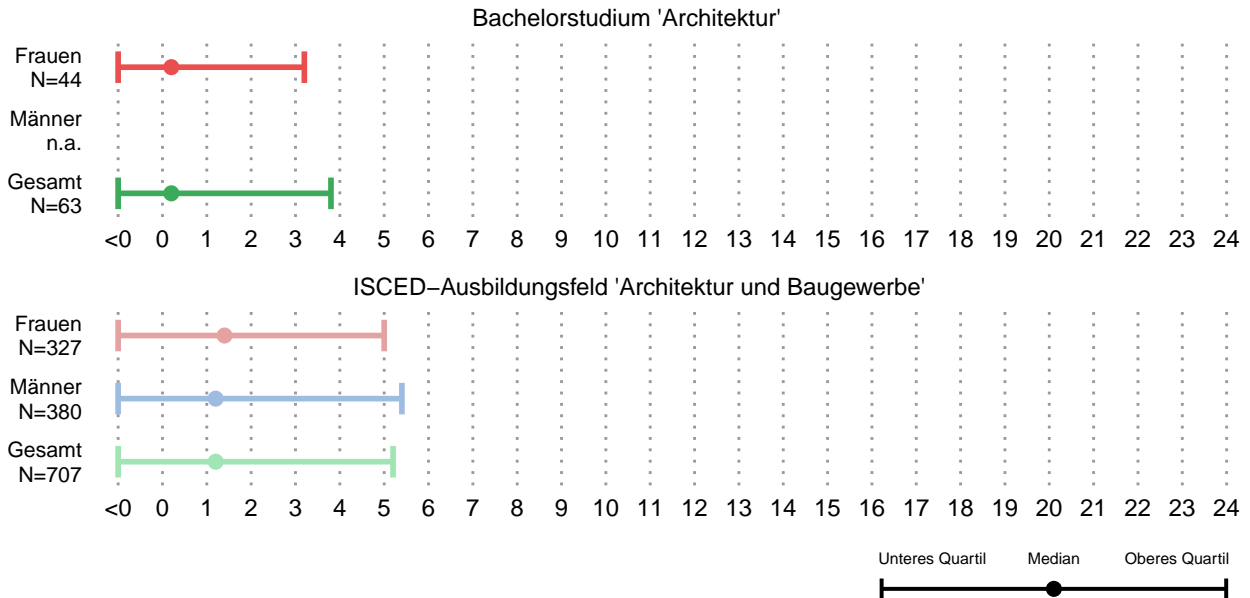 Bachelorstudium 'Architektur'
Frauen
N=44
Männer
n.a.
Gesamt
N=63
<0 0 1 2 3 4 5 6 7 8 9 10 11 12 13 14 15 16 17 18 19 20 21 22 23 24
ISCED−Ausbildungsfeld 'Architektur und Baugewerbe'
Frauen
N=327
Männer
N=380
Gesamt
N=707
<0 0 1 2 3 4 5 6 7 8 9 10 11 12 13 14 15 16 17 18 19 20 21 22 23 24
Unteres Quartil Median Oberes Quartil